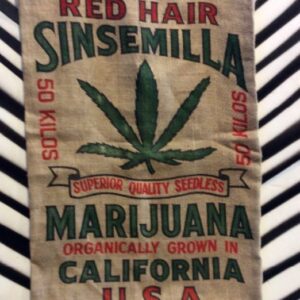 RED HAIR
SINSEMILLA
50 KILOS
50 KILOS
SUPERIOR QUALITY SEEDLESS
MARIJUANA
ORGANICALLY GROWN IN
CALIFORNIA
U.S.A